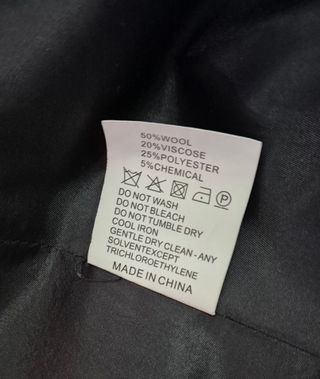 50%WOOL
20%VISCOSE
25%POLYESTER
5%CHEMICAL
P
DO NOT WASH
DO NOT BLEACH
DO NOT TUMBLE DRY
COOL IRON
GENTLE DRY CLEAN-ANY
SOLVENTEXCEPT
TRICHLOROETHYLENE
MADE IN CHINA